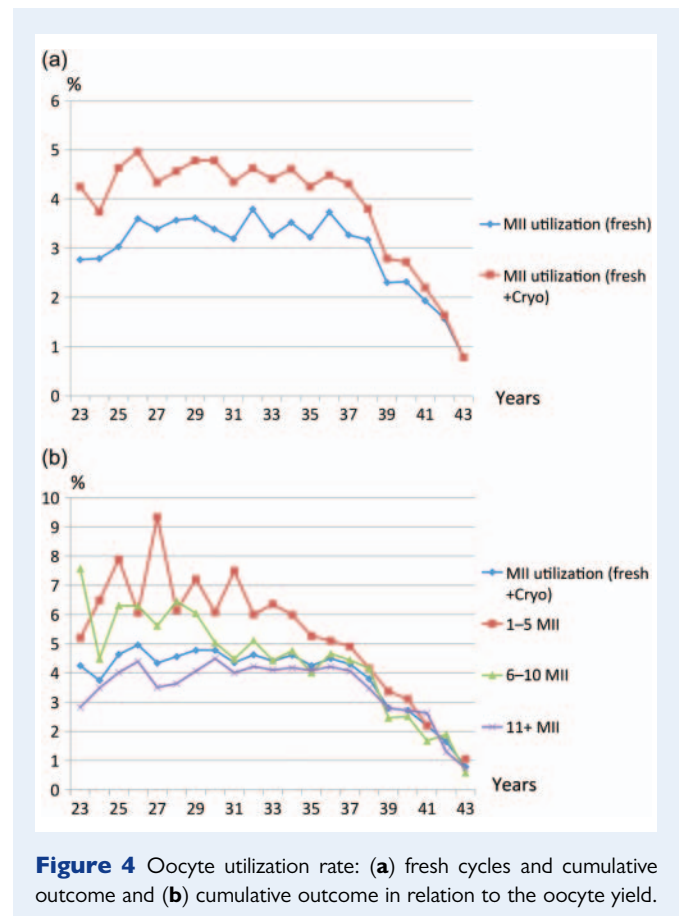 (a)
%
6
5
4
3
2
1
0
23 25 27 29 31 33 35 37 39 41 43
Years
MII utilization (fresh)
MII utilization (fresh
+Cryo)
(b)
%
10
9
8
7
6
5
4
3
2
1
0
23 25 27 29 31 33 35 37 39 41 43
Years
MII utilization (fresh
+Cryo)
1–5 MII
6–10 MII
11+ MII
Figure 4 Oocyte utilization rate: (a) fresh cycles and cumulative
outcome and (b) cumulative outcome in relation to the oocyte yield.